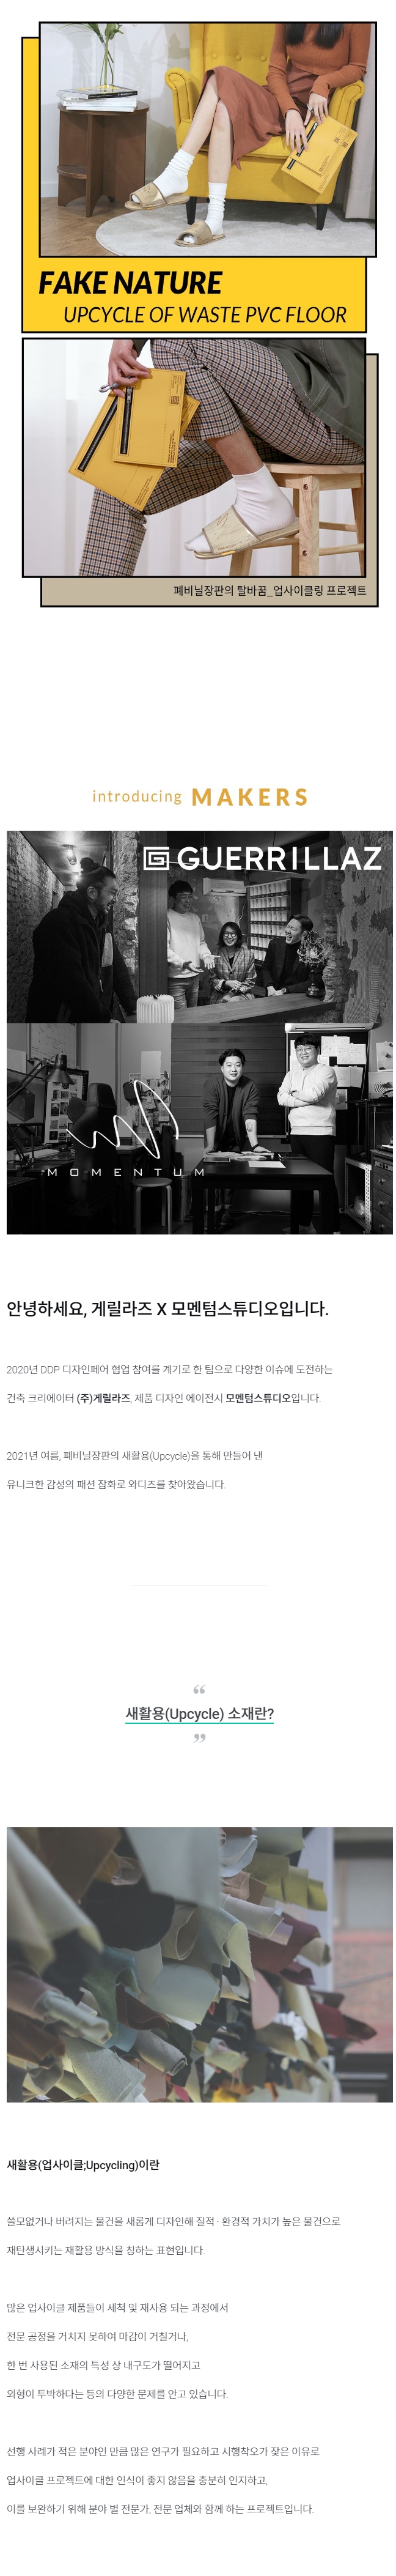 FAKE NATURE
UPCYCLE OF WASTE PVC FLOOR
폐비닐장판의 탈바꿈_업사이클링 프로젝트
introducing MAKERS
GUERRILLAZ
MOMENTUM
안녕하세요, 게릴라즈 X 모멘텀스튜디오입니다.
2020년 DDP 디자인페어 협업 참여를 계기로 한 팀으로 다양한 이슈에 도전하는
건축 크리에이터 (주)게릴라즈, 제품 디자인 에이전시 모멘텀스튜디오입니다.
2021년 여름, 폐비닐장판의 새활용(Upcycle)을 통해 만들어 낸
유니크한 감성의 패션 잡화로 와디즈를 찾아왔습니다.
“
새활용(Upcycle) 소재란?
”
새활용(업사이클;Upcycling)이란
쓸모없거나 버려지는 물건을 새롭게 디자인해 질적 · 환경적 가치가 높은 물건으로
재탄생시키는 재활용 방식을 칭하는 표현입니다.
많은 업사이클 제품들이 세척 및 재사용 되는 과정에서
전문 공정을 거치지 못하여 마감이 거칠거나,
한 번 사용된 소재의 특성 상 내구도가 떨어지고
외형이 투박하다는 등의 다양한 문제를 안고 있습니다.
선행 사례가 적은 분야인 만큼 많은 연구가 필요하고 시행착오가 잦은 이유로
업사이클 프로젝트에 대한 인식이 좋지 않음을 충분히 인지하고,
이를 보완하기 위해 분야 별 전문가, 전문 업체와 함께 하는 프로젝트입니다.